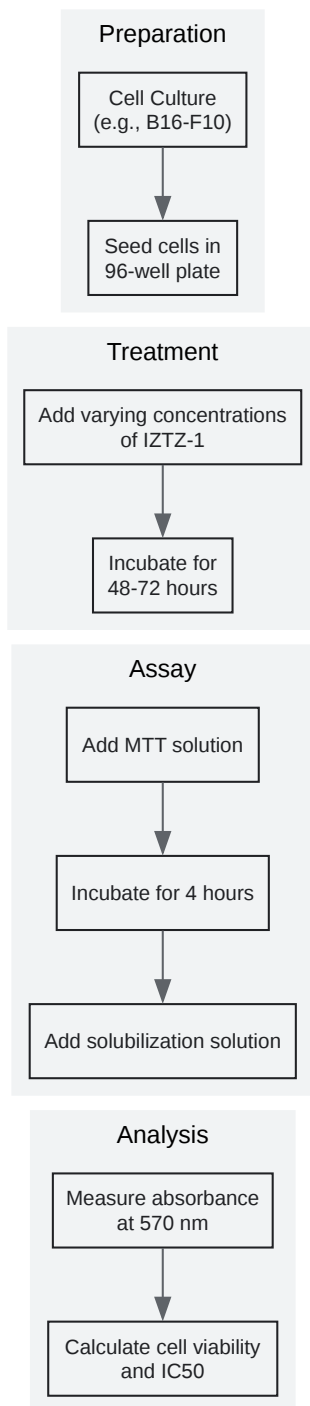 Preparation
Cell Culture
(e.g., B16-F10)
Seed cells in
96-well plate
Treatment
Add varying concentrations
of IZTZ-1
Incubate for
48-72 hours
Assay
Add MTT solution
Incubate for 4 hours
Add solubilization solution
Analysis
Measure absorbance
at 570 nm
Calculate cell viability
and IC50